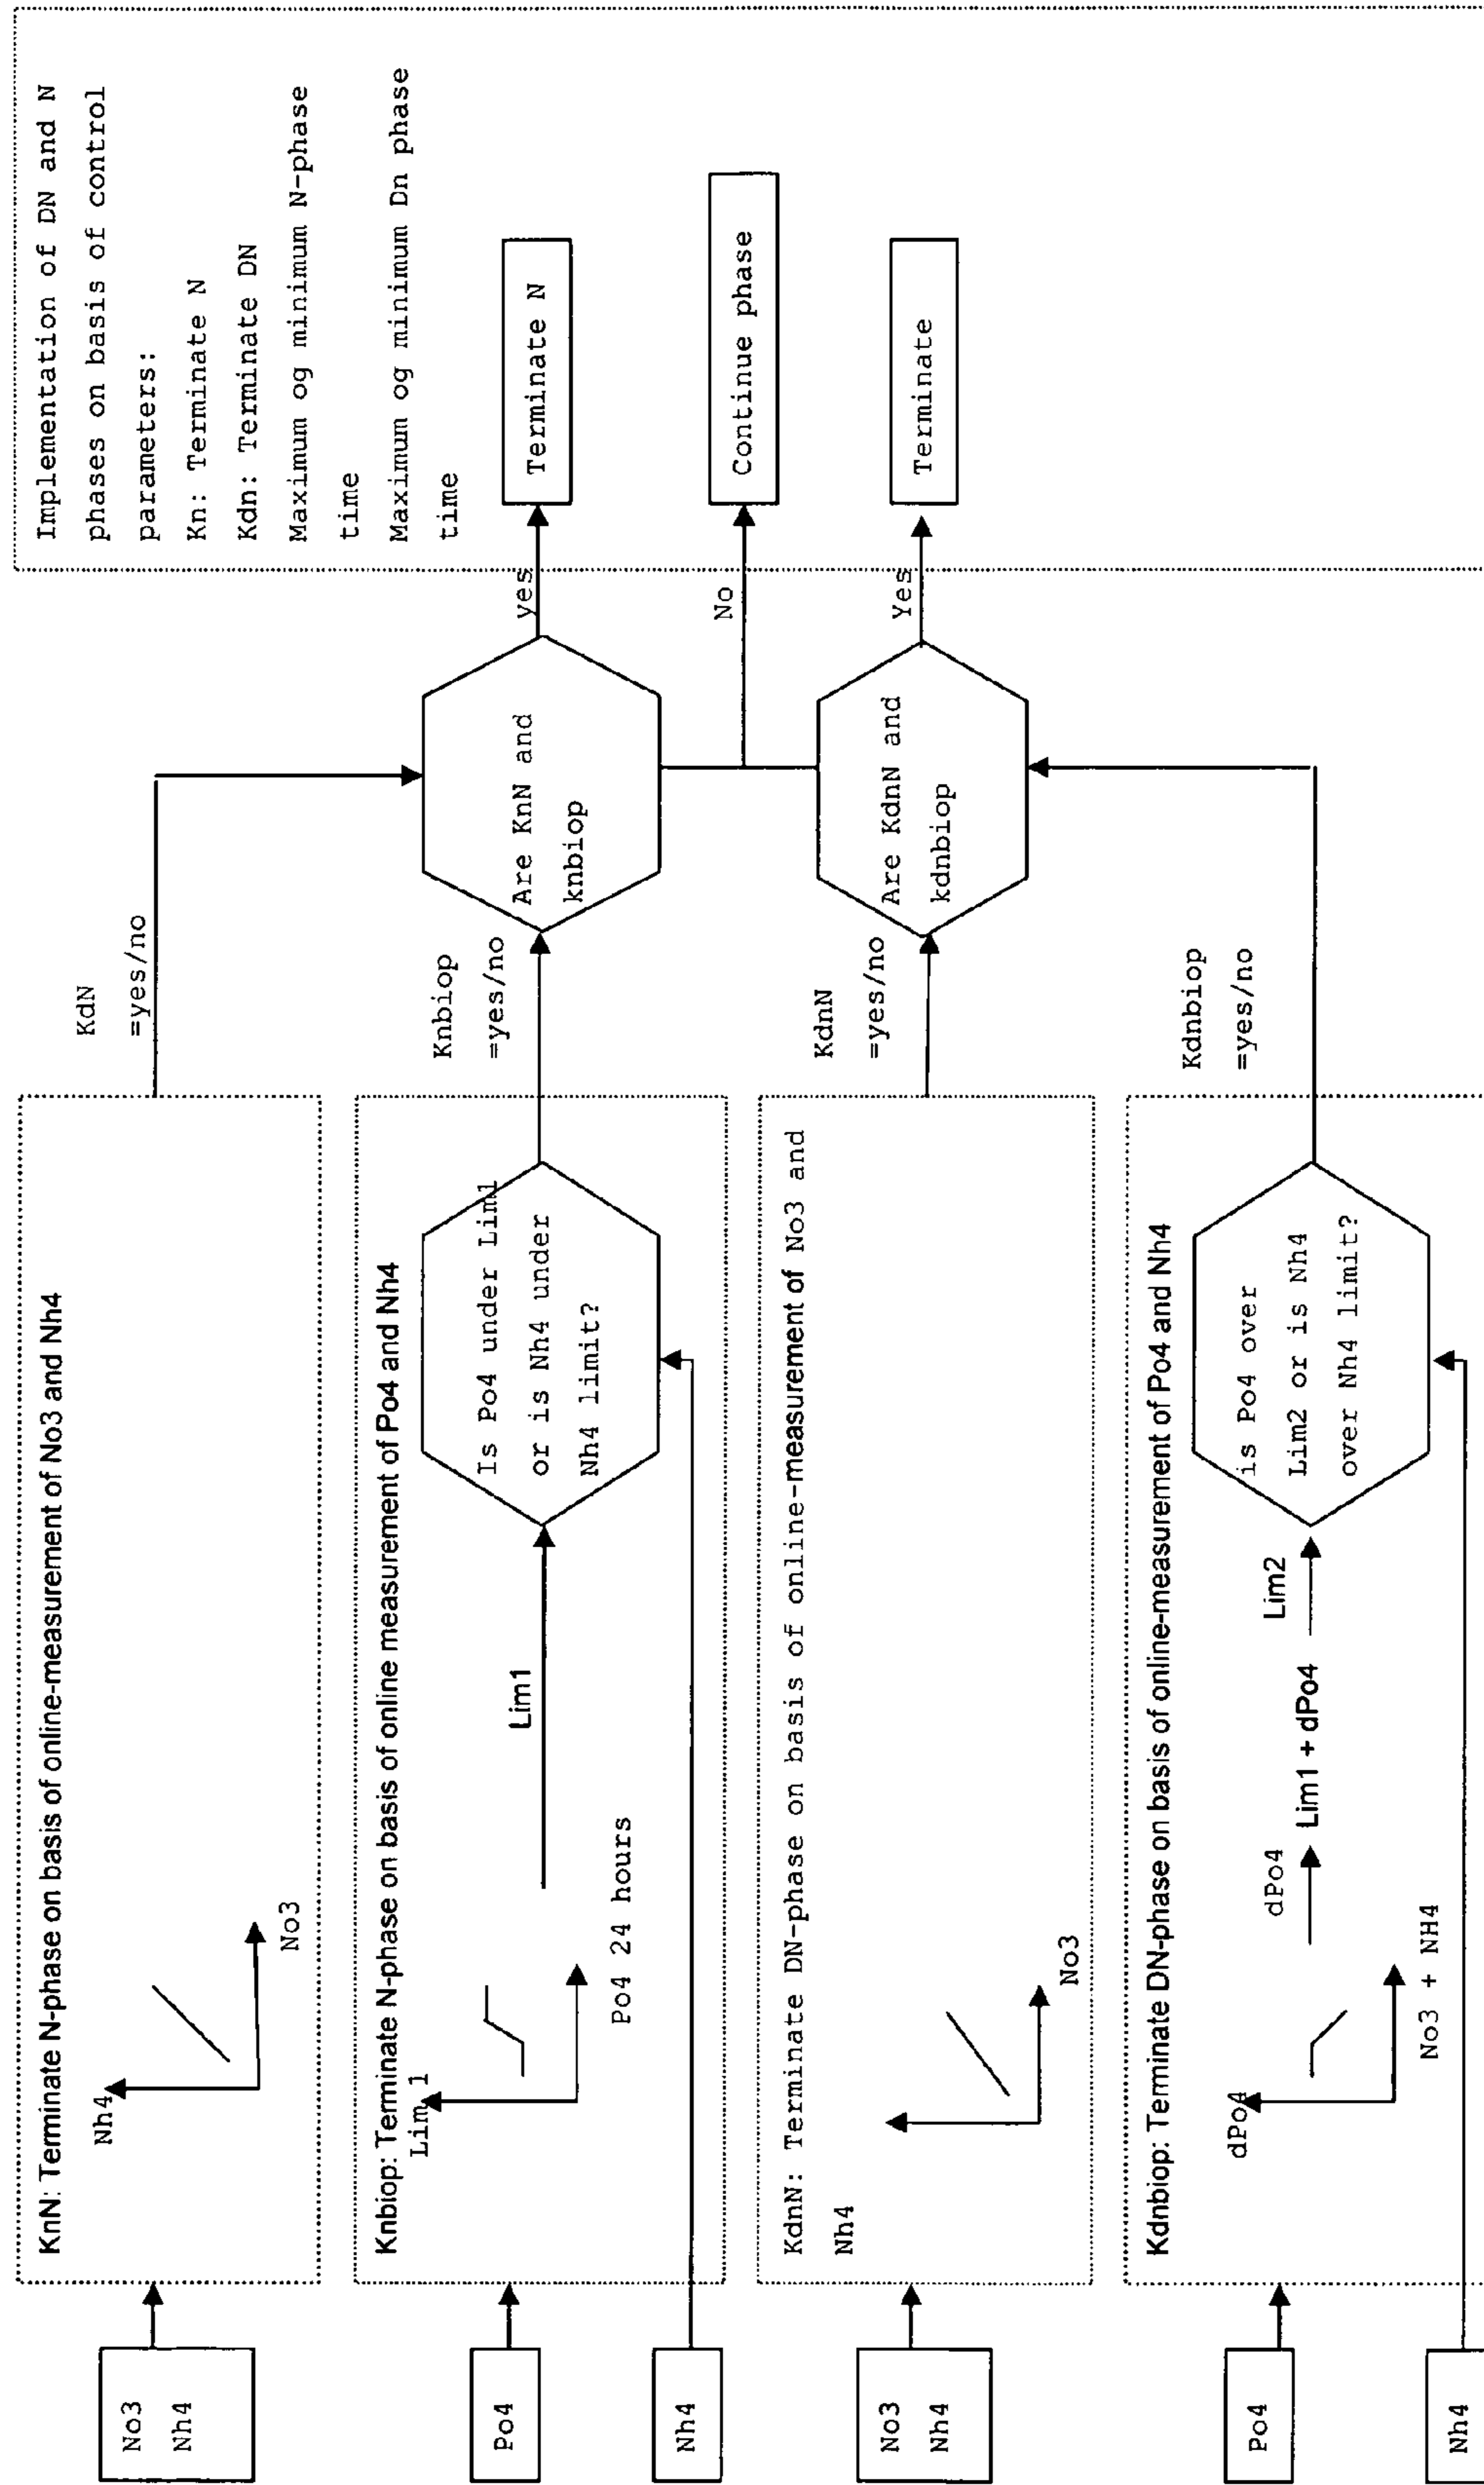 No3
Nh4
KnN: Terminate N-phase on basis of online-measurement of No3 and Nh4
Nh4
No3
KdN
=yes/no
Po4
Nh4
Knbiop: Terminate N-phase on basis of online measurement of Po4 and Nh4
Lim 1
Po4 24 hours
Lim1
Is Po4 under Lim1
or is Nh4 under
Nh4 limit?
Knbiop
=yes/no
Are KnN and
knbiop
yes
Terminate N
No
Continue phase
No3
Nh4
KdnN: Terminate DN-phase on basis of online-measurement of No3 and
Nh4
No3
KdnN
=yes/no
Are KdnN and
kdnbiop
Yes
Terminate
Po4
Nh4
Kdnbiop: Terminate DN-phase on basis of online-measurement of Po4 and Nh4
dPo4
No3 + NH4
dPo4
Lim1 + dPo4
Lim2
is Po4 over
Lim2 or is Nh4
over Nh4 limit?
Kdnbiop
=yes/no
Implementation of DN and N
phases on basis of control
parameters:
Kn: Terminate N
Kdn: Terminate DN
Maximum og minimum N-phase
time
Maximum og minimum Dn phase
time